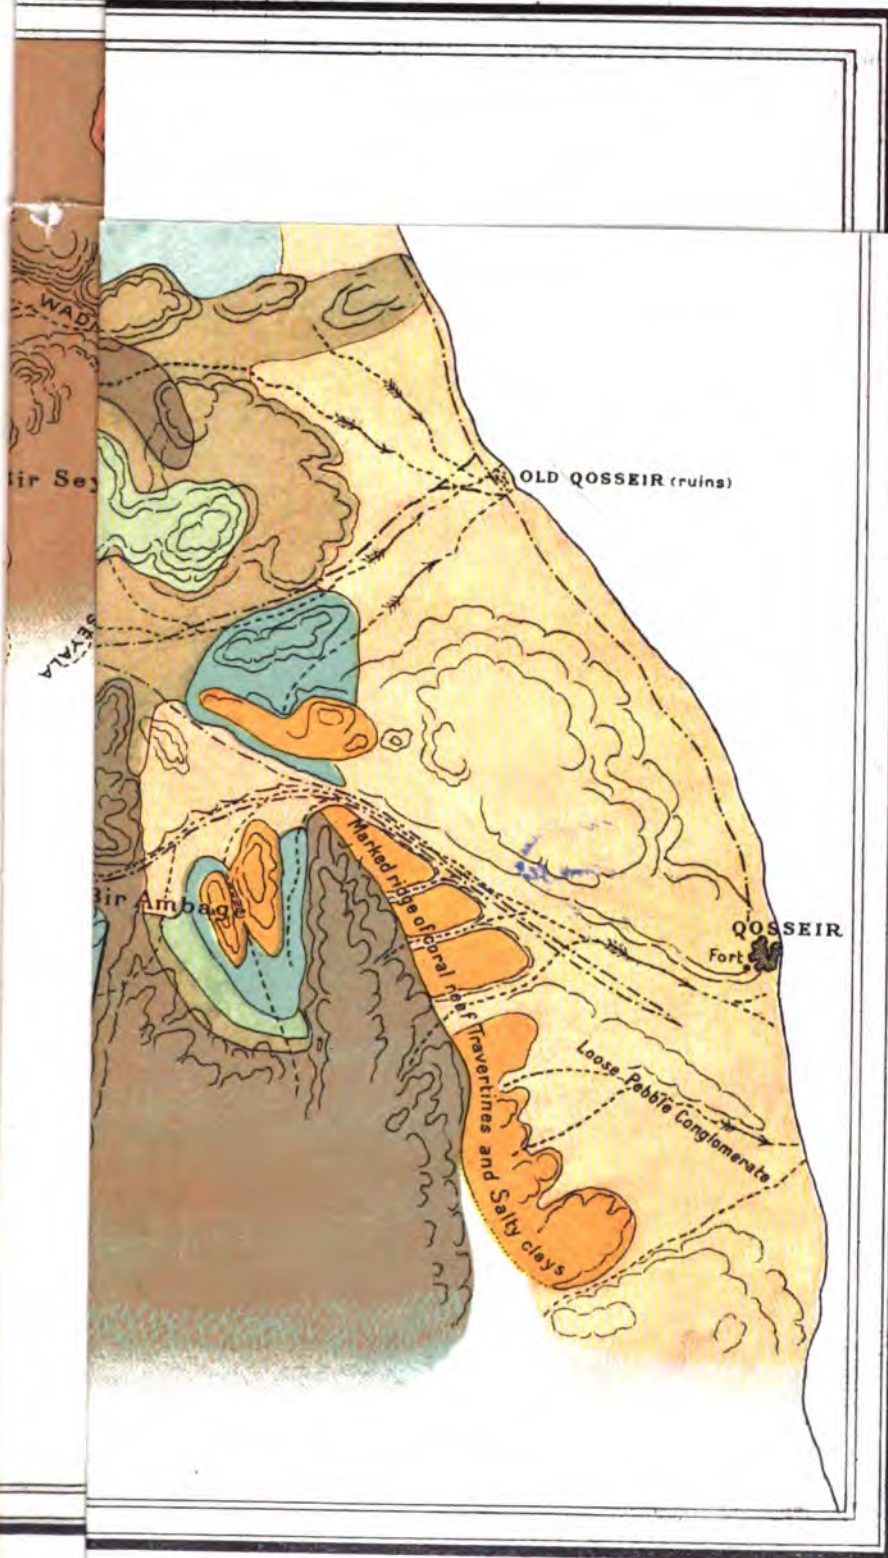 WADI
OLD QOSSEIR (ruins)
Bir Sey
SEYALA
Marked ridge of coral reef
Bir Ambage
QOSSEIR
Fort
Travertines and Salty clays
Loose Pebble Conglomerate